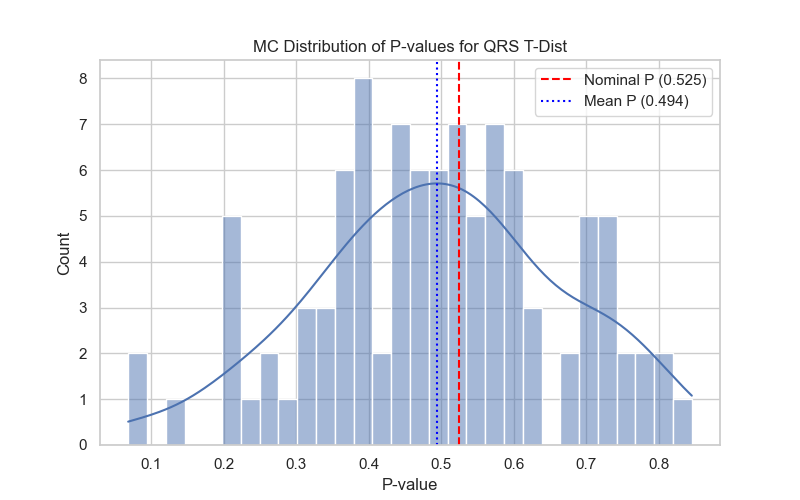 MC Distribution of P-values for QRS T-Dist
Nominal P (0.525)
Mean P (0.494)
8
7
6
5
4
3
2
1
0
Count
0.1 0.2 0.3 0.4 0.5 0.6 0.7 0.8
P-value